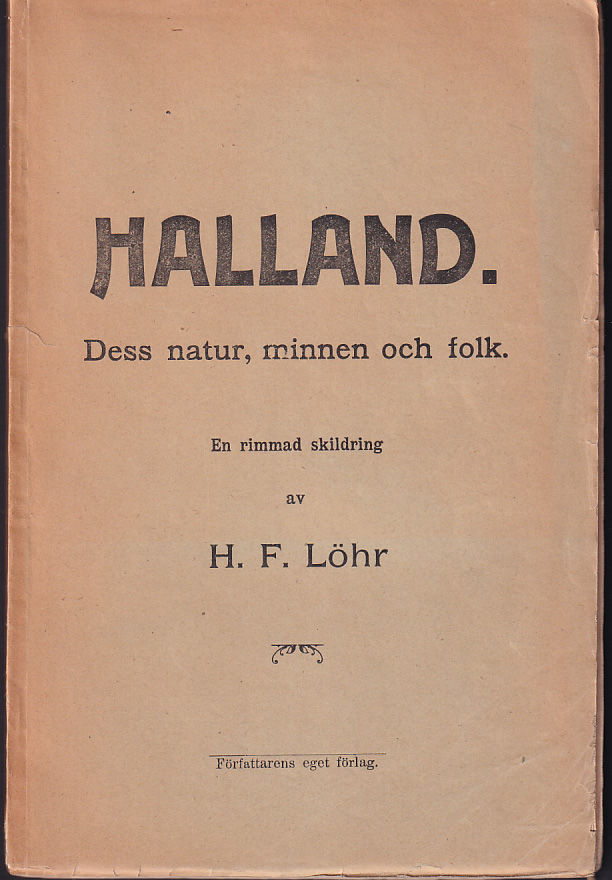 HALLAND.
Dess natur, minnen och folk.
En rimmad skildring
av
H. F. Löhr
Författarens eget förlag.